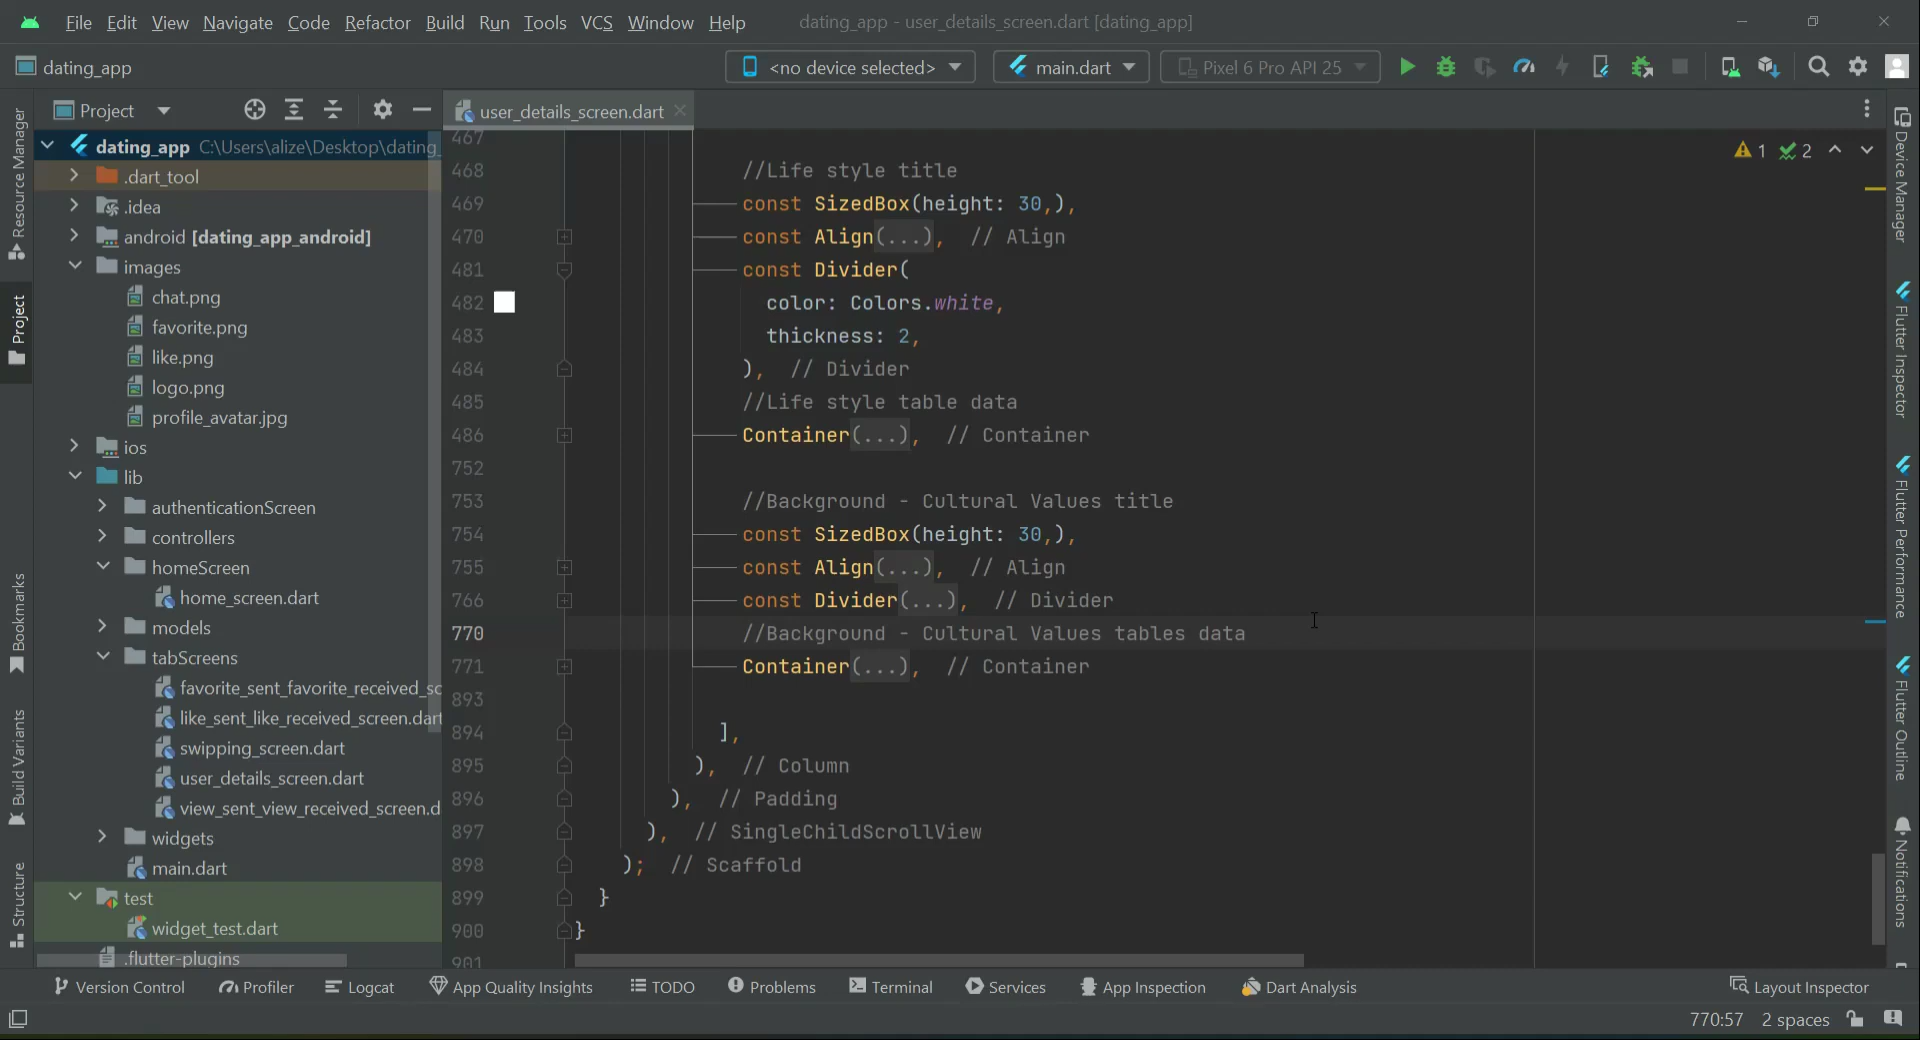 File Edit View Navigate Code Refactor Build Run Tools VCS Window Help dating_app - user_details_screen.dart [dating_app]
dating_app <no device selected> main.dart Pixel 6 Pro API 25
Project user_details_screen.dart
dating_app C:\Users\alize\Desktop\dating_
.dart_tool
.idea
android [dating_app_android]
images
chat.png
favorite.png
like.png
logo.png
profile_avatar.jpg
ios
lib
authenticationScreen
controllers
homeScreen
home_screen.dart
models
tabScreens
favorite_sent_favorite_received_sc
like_sent_like_received_screen.dart
swipping_screen.dart
user_details_screen.dart
view_sent_view_received_screen.d
widgets
main.dart
test
widget_test.dart
.flutter-plugins
Resource Manager
Project
Bookmarks
Build Variants
Structure
467
468 //Life style title
469 const SizedBox(height: 30,),
470 const Align(...), // Align
481 const Divider(
482 color: Colors.white,
483 thickness: 2,
484 ), // Divider
485 //Life style table data
486 Container(...), // Container
752
753 //Background - Cultural Values title
754 const SizedBox(height: 30,),
755 const Align(...), // Align
766 const Divider(...), // Divider
770 //Background - Cultural Values tables data
771 Container(...), // Container
893
894 ],
895 ), // Column
896 ), // Padding
897 ), // SingleChildScrollView
898 ); // Scaffold
899 }
900 }
901
1 2
Device Manager
Flutter Inspector
Flutter Performance
Flutter Outline
Notifications
Version Control Profiler Logcat App Quality Insights TODO Problems Terminal Services App Inspection Dart Analysis Layout Inspector
770:57 2 spaces